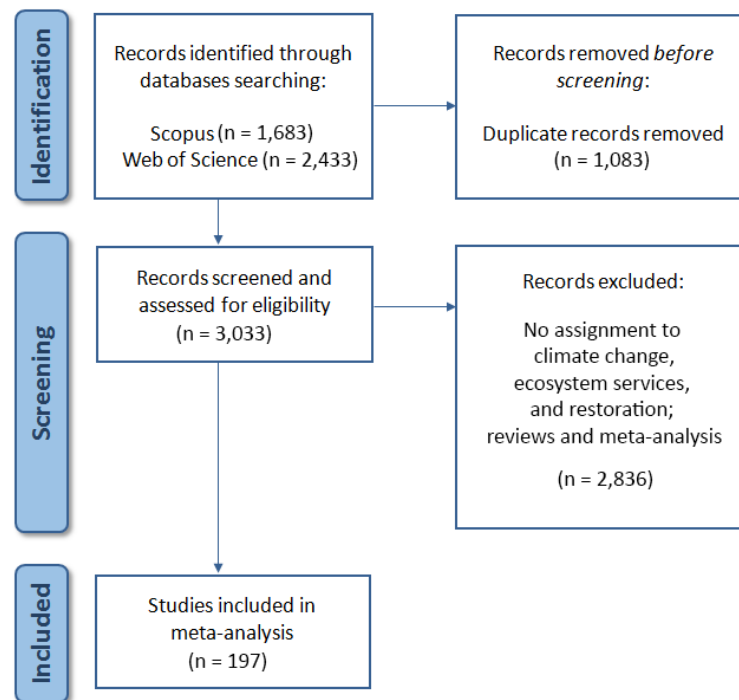 Identification
Records identified through
databases searching:
Scopus (n = 1,683)
Web of Science (n = 2,433)
Records removed before
screening:
Duplicate records removed
(n = 1,083)
Screening
Records screened and
assessed for eligibility
(n = 3,033)
Records excluded:
No assignment to
climate change,
ecosystem services,
and restoration;
reviews and meta-analysis
(n = 2,836)
Included
Studies included in
meta-analysis
(n = 197)